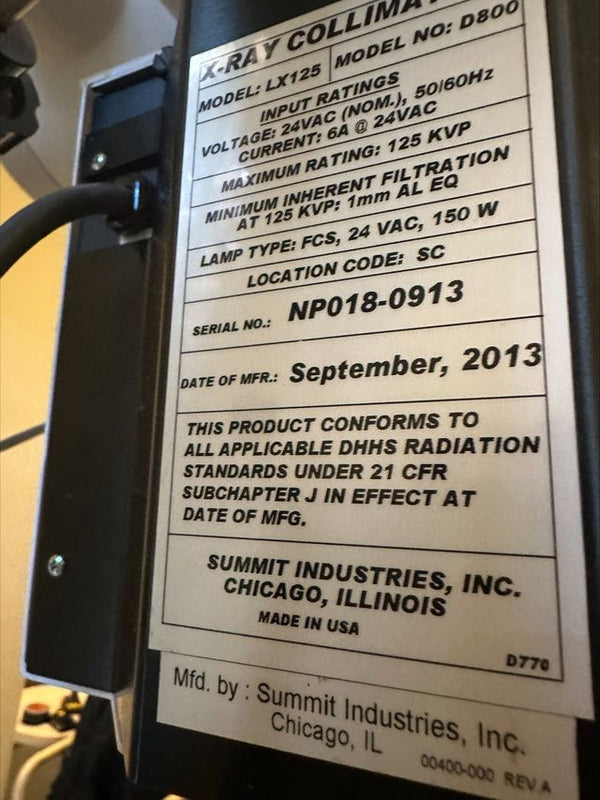 X-RAY COLLIMA
MODEL: LX125 MODEL NO: D800
INPUT RATINGS
VOLTAGE: 24VAC (NOM.), 50/60Hz
CURRENT: 6A @ 24VAC
MAXIMUM RATING: 125 KVP
MINIMUM INHERENT FILTRATION
AT 125 KVP: 1mm AL EQ
LAMP TYPE: FCS, 24 VAC, 150 W
LOCATION CODE: SC
SERIAL NO.: NP018-0913
DATE OF MFR.: September, 2013
THIS PRODUCT CONFORMS TO
ALL APPLICABLE DHHS RADIATION
STANDARDS UNDER 21 CFR
SUBCHAPTER J IN EFFECT AT
DATE OF MFG.
SUMMIT INDUSTRIES, INC.
CHICAGO, ILLINOIS
MADE IN USA
D770
Mfd. by : Summit Industries, Inc.
Chicago, IL
00400-000 REV A